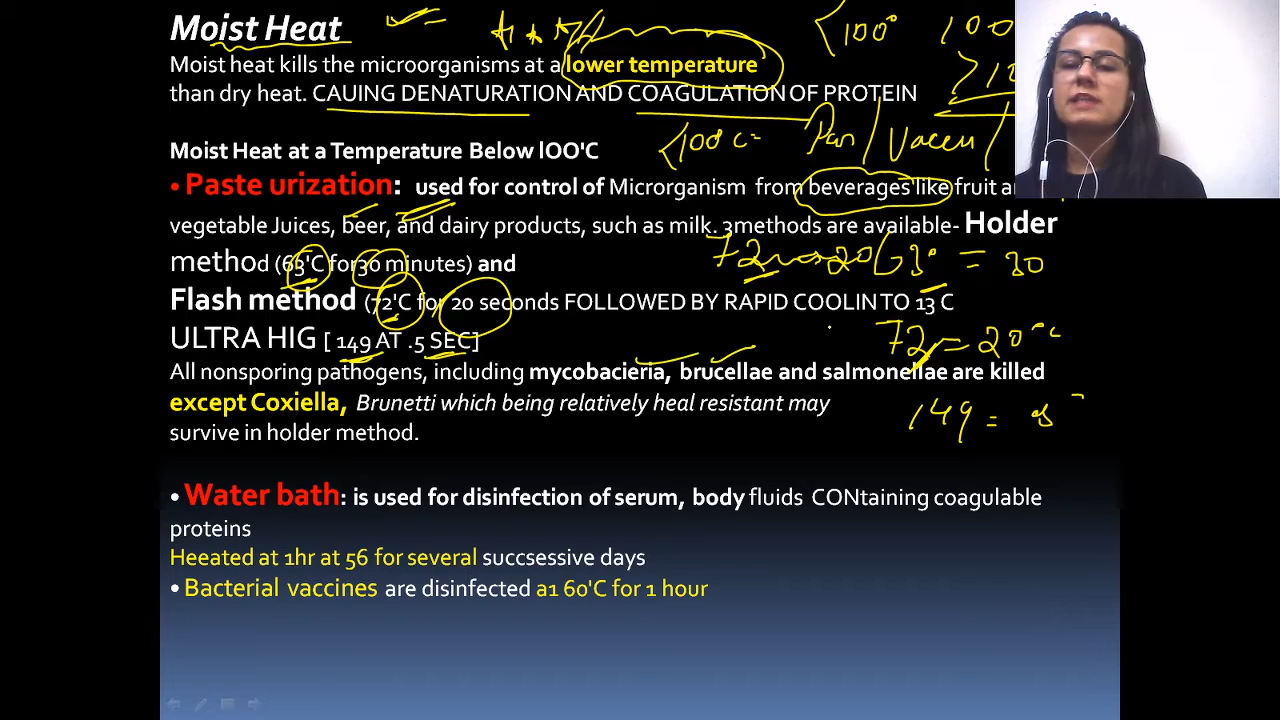 Moist Heat
<100° 100
Moist heat kills the microorganisms at a lower temperature
than dry heat. CAUING DENATURATION AND COAGULATION OF PROTEIN
<100°C=
Moist Heat at a Temperature Below lOO'C
• Paste urization: used for control of Microrganism from beverages like fruit
vegetable Juices, beer, and dairy products, such as milk. 3methods are available- Holder
method (63'C for30 minutes) and
72 20 63° = 30
Flash method (72'C for 20 seconds FOLLOWED BY RAPID COOLIN TO 13 C
ULTRA HIG [ 149 AT .5 SEC]
72 = 20
All nonsporing pathogens, including mycobacieria, brucellae and salmonellae are killed
except Coxiella, Brunetti which being relatively heal resistant may
149 =
survive in holder method.
• Water bath: is used for disinfection of serum, body fluids CONtaining coagulable
proteins
Heeated at 1hr at 56 for several succsessive days
• Bacterial vaccines are disinfected a1 60'C for 1 hour